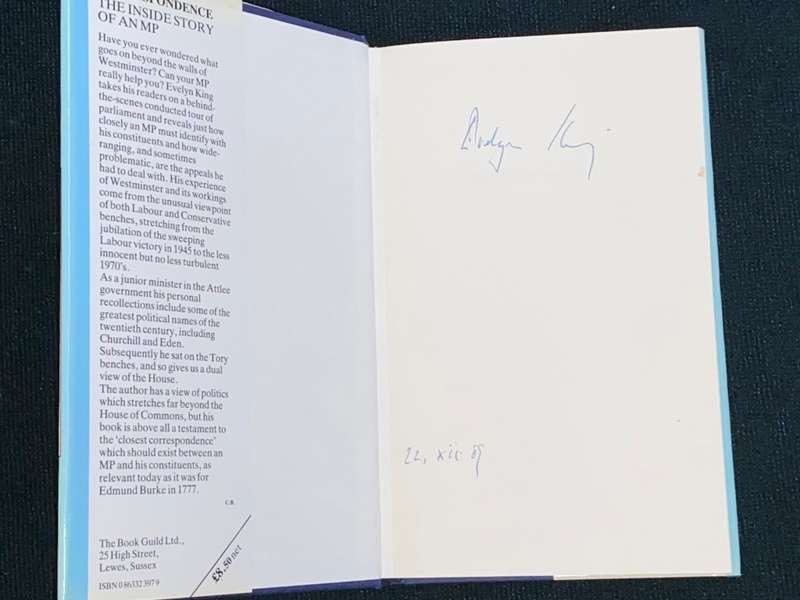 THE INSIDE STORY
OF AN MP
Have you ever wondered what
goes on beyond the walls of
Westminster? Can your MP
really help you? Evelyn King
takes his readers on a behind-
the-scenes conducted tour of
parliament and reveals just how
closely an MP must identify with
his constituents and how wide-
ranging, and sometimes
problematic, are the appeals he
had to deal with. His experience
of Westminster and its workings
come from the unusual viewpoint
of both Labour and Conservative
benches, stretching from the
jubilation of the sweeping
Labour victory in 1945 to the less
innocent but no less turbulent
1970's.
As a junior minister in the Attlee
government his personal
recollections include some of the
greatest political names of the
twentieth century, including
Churchill and Eden.
Subsequently he sat on the Tory
benches, and so gives us a dual
view of the House.
The author has a view of politics
which stretches far beyond the
House of Commons, but his
book is above all a testament to
the 'closest correspondence'
which should exist between an
MP and his constituents, as
relevant today as it was for
Edmund Burke in 1777.
C.B.
The Book Guild Ltd.,
25 High Street,
Lewes, Sussex
ISBN 0 86332 397 9
£8.50 net
Evelyn King
22, xii 89